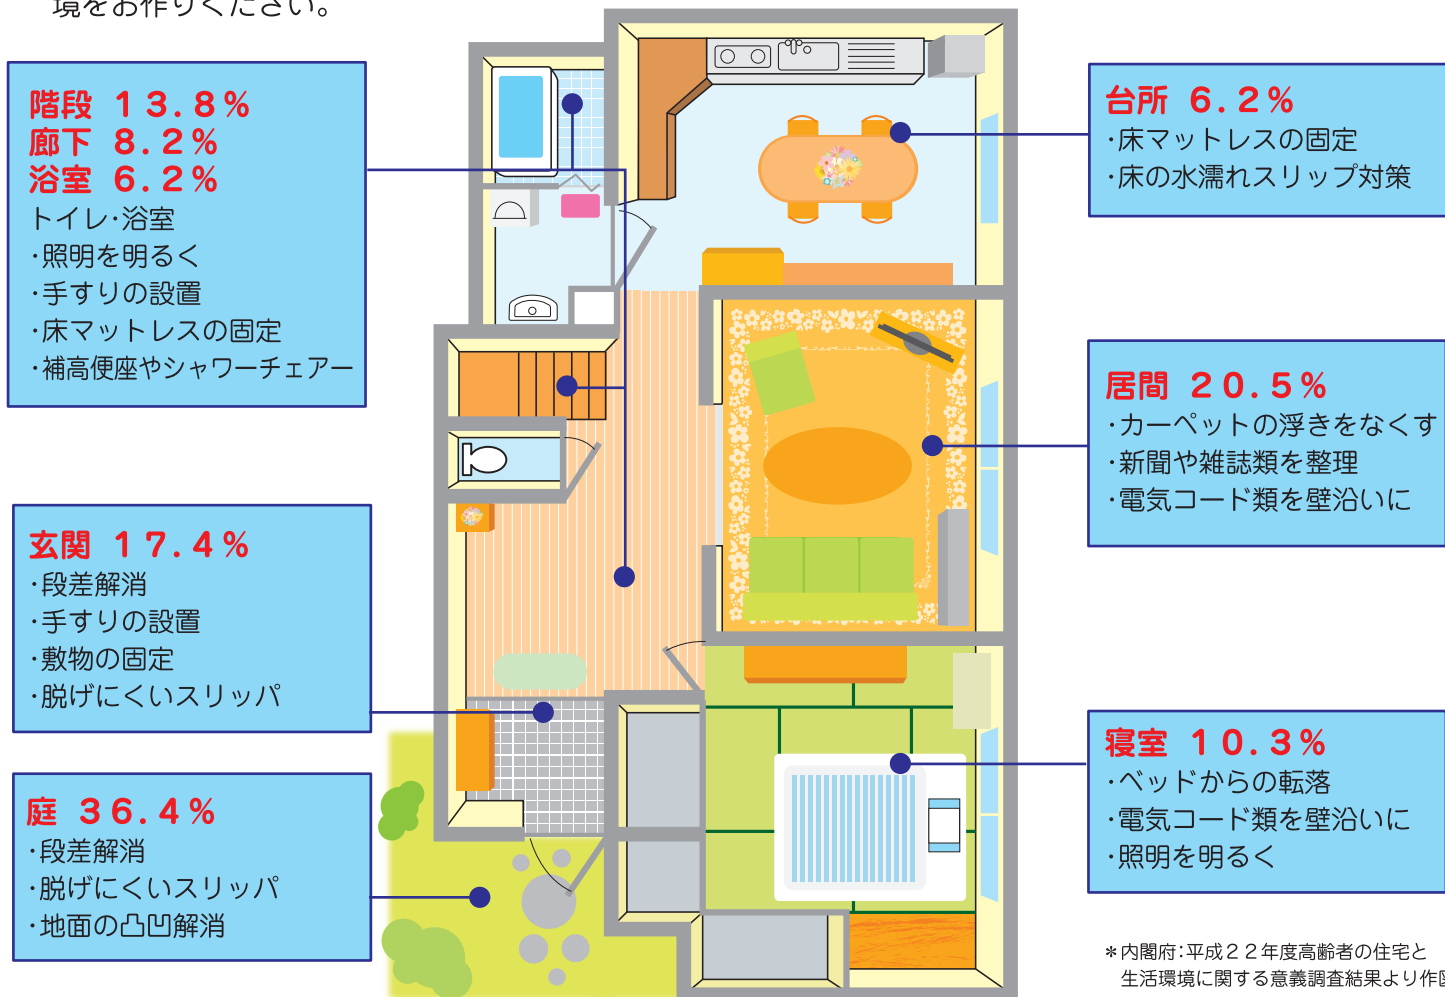 境をお作りください。
階段 13.8%
廊下 8.2%
浴室 6.2%
トイレ・浴室
・照明を明るく
・手すりの設置
・床マットレスの固定
・補高便座やシャワーチェアー
玄関 17.4%
・段差解消
・手すりの設置
・敷物の固定
・脱げにくいスリッパ
庭 36.4%
・段差解消
・脱げにくいスリッパ
・地面の凸凹解消
台所 6.2%
・床マットレスの固定
・床の水濡れスリップ対策
居間 20.5%
・カーペットの浮きをなくす
・新聞や雑誌類を整理
・電気コード類を壁沿いに
寝室 10.3%
・ベッドからの転落
・電気コード類を壁沿いに
・照明を明るく
*内閣府:平成22年度高齢者の住宅と
生活環境に関する意義調査結果より作図